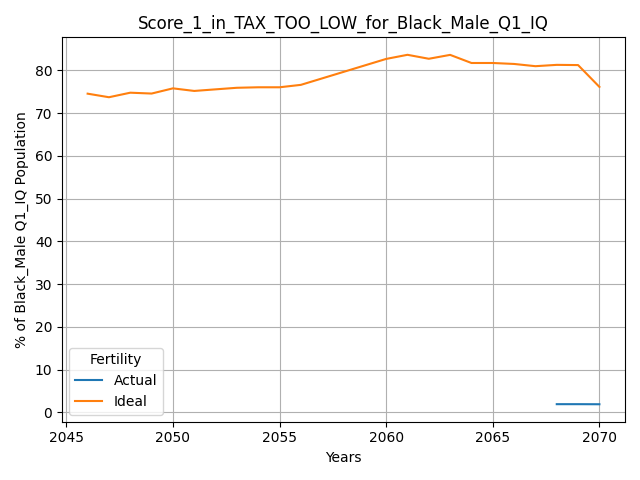 Score_1_in_TAX_TOO_LOW_for_Black_Male_Q1_IQ
% of Black_Male Q1_IQ Population
80
70
60
50
40
30
20
10
0
Fertility
Actual
Ideal
2045 2050 2055 2060 2065 2070
Years